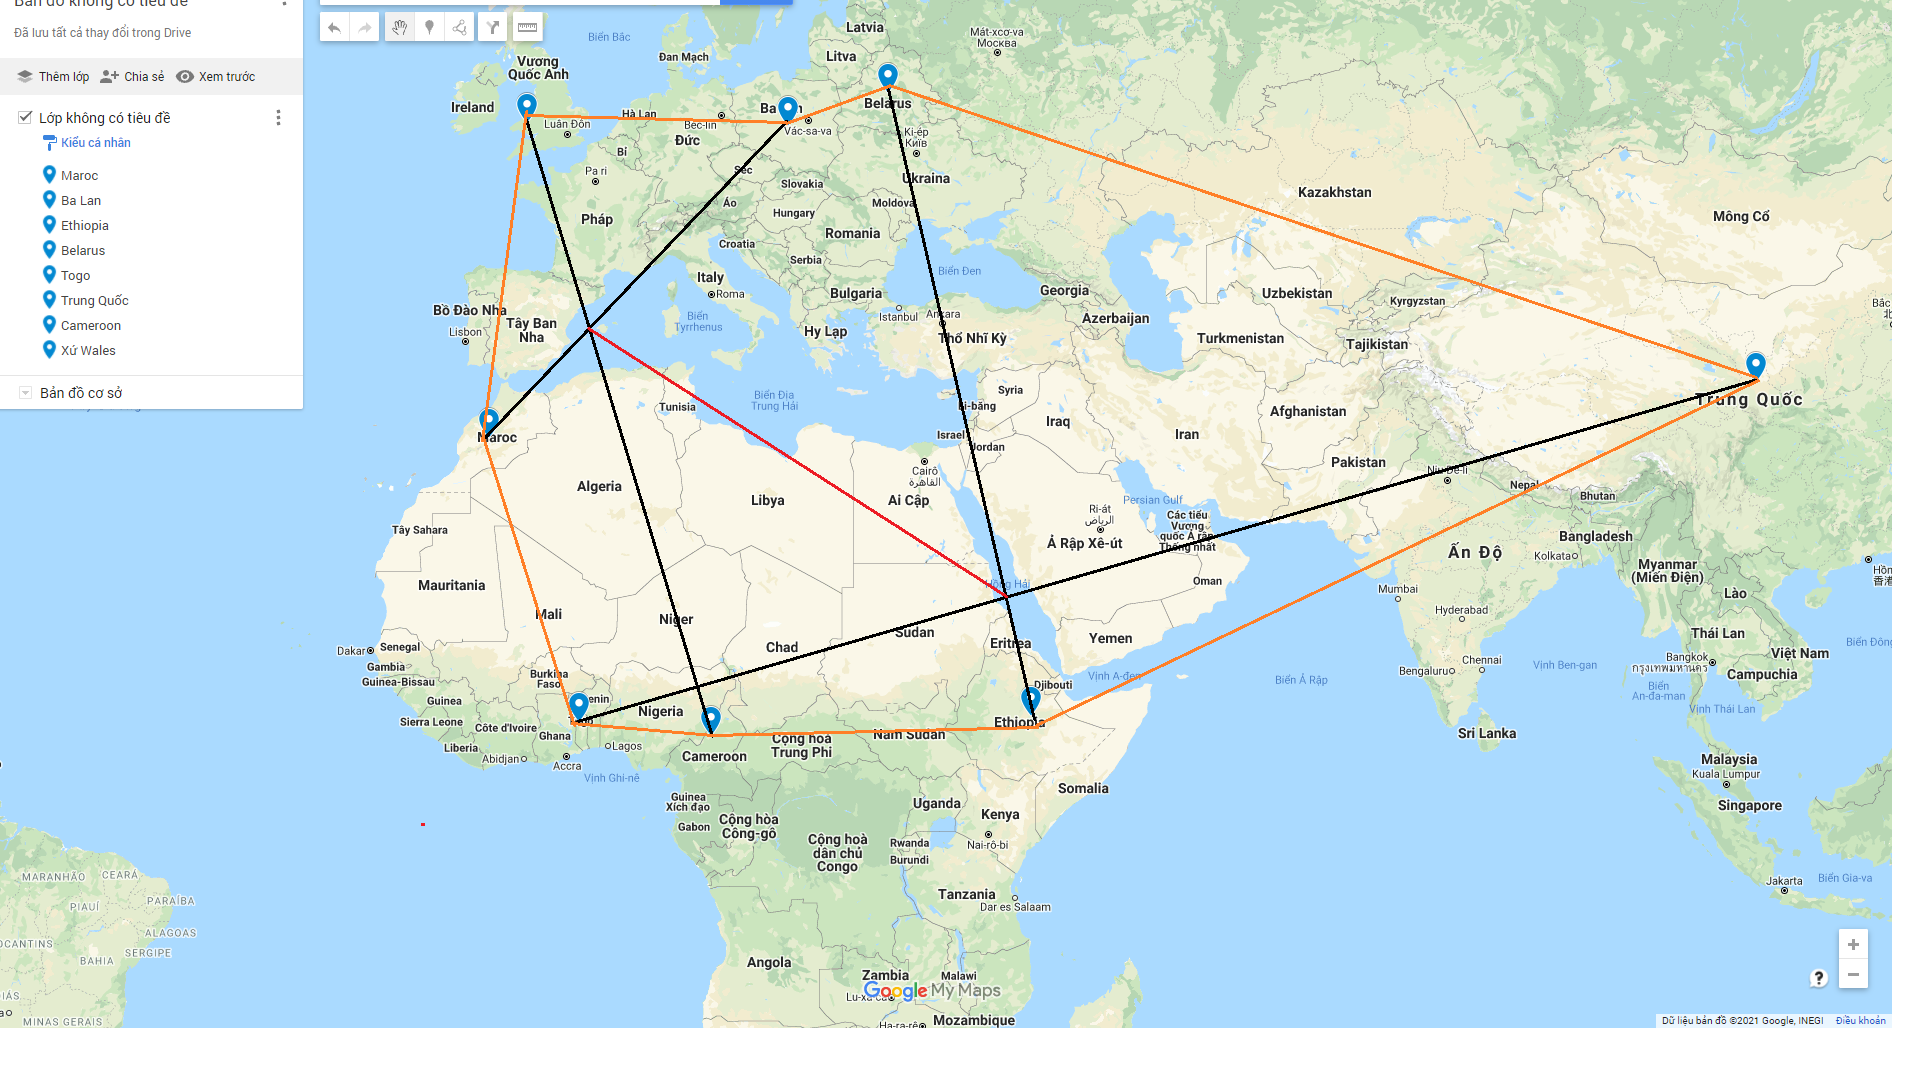 Bản đồ không có tiêu đề
Đã lưu tất cả thay đổi trong Drive
Thêm lớp
Chia sẻ
Xem trước
Lớp không có tiêu đề
Kiểu cá nhân
Maroc
Ba Lan
Ethiopia
Belarus
Togo
Trung Quốc
Cameroon
Xứ Wales
Bản đồ cơ sở
Biển Bắc
Latvia
Mát-xcơ-va
Москва
Litva
Đan Mạch
Vương
Quốc Anh
Ireland
Hà Lan
Luân Đôn
Béc-lin
Đức
Vác-sa-va
Belarus
Ki-ép
Київ
Bỉ
Pa ri
Séc
Slovakia
Ukraina
Áo
Hungary
Moldova
Pháp
Romania
Croatia
Serbia
Italy
Roma
Bulgaria
Biển Đen
Georgia
Azerbaijan
Istanbul
Ankara
Biển
Tyrrhenus
Hy Lạp
Thổ Nhĩ Kỳ
Bồ Đào Nha
Lisbon
Tây Ban
Nha
Kazakhstan
Mông Cổ
Uzbekistan
Kyrgyzstan
Turkmenistan
Tajikistan
Bắc
Trung Quốc
Afghanistan
Syria
Li-băng
Iraq
Iran
Israel
Jordan
Tunisia
Biển Địa
Trung Hải
Maroc
Algeria
Libya
Cairô
القاهرة
Ai Cập
Pakistan
Niu Đê-li
Nepal
Bhutan
Persian Gulf
Ri-át
الرياض
Ả Rập Xê-út
Các tiểu
Vương
quốc Ả rập
Thống nhất
Oman
Ấn Độ
Bangladesh
Kolkata
Myanmar
(Miến Điện)
Hồn
香港
Lào
Mumbai
Hyderabad
Tây Sahara
Mauritania
Mali
Niger
Chad
Sudan
Hồng Hải
Eritrea
Yemen
Thái Lan
Việt Nam
Biển Đông
Bangkok
กรุงเทพมหานคร
Campuchia
Vịnh Ben-gan
Biển
An-đa-man
Vịnh Thái Lan
Chennai
Bengaluru
Biển Ả Rập
Dakar
Senegal
Gambia
Guinea-Bissau
Burkina
Faso
Guinea
Sierra Leone
Côte d'Ivoire
Ghana
Liberia
Abidjan
Accra
Benin
Togo
Nigeria
Lagos
Vịnh Ghi-nê
Cameroon
Cộng hòa
Trung Phi
Nam Sudan
Ethiopia
Djibouti
Vịnh A-đen
Somalia
Sri Lanka
Malaysia
Kuala Lumpur
Singapore
Guinea
Xích đạo
Gabon
Cộng hòa
Công-gô
Cộng hoà
dân chủ
Congo
Uganda
Kenya
Rwanda
Burundi
Nai-rô-bi
Tanzania
Dar es Salaam
Jakarta
Biển Gia-va
MARANHÃO
CEARÁ
PIAUÍ
PARAÍBA
ALAGOAS
SERGIPE
BAHIA
MINAS GERAIS
Angola
Zambia
Malawi
Google My Maps
Mozambique
Ha-ra-rê
Dữ liệu bản đồ ©2021 Google, INEGI
Điều khoản